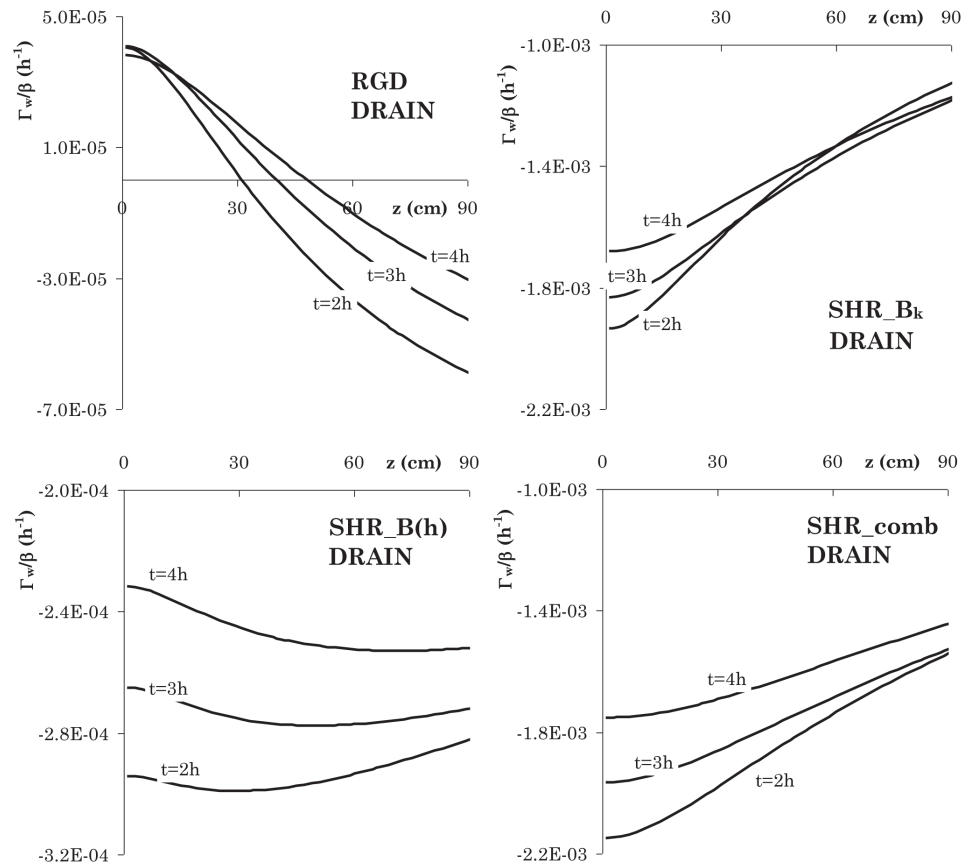 5.0E-05
1.0E-05
-3.0E-05
-7.0E-05
Γw/β (h⁻¹)
RGD
DRAIN
0 30 60 z (cm) 90
t=4h
t=3h
t=2h
0 30 60 z (cm) 90
-1.0E-03
-1.4E-03
-1.8E-03
-2.2E-03
Γw/β (h⁻¹)
t=4h
t=3h
t=2h
SHR_Bk
DRAIN
0 30 60 z (cm) 90
-2.0E-04
-2.4E-04
-2.8E-04
-3.2E-04
Γw/β (h⁻¹)
SHR_B(h)
DRAIN
t=4h
t=3h
t=2h
0 30 60 z (cm) 90
-1.0E-03
-1.4E-03
-1.8E-03
-2.2E-03
Γw/β (h⁻¹)
SHR_comb
DRAIN
t=4h
t=3h
t=2h